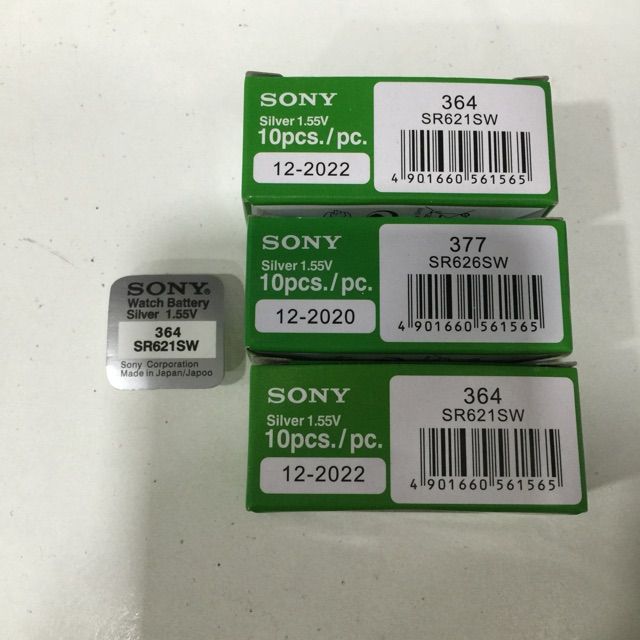 SONY
Silver 1.55V
10pcs./pc.
12-2022
364
SR621SW
4 901660 561565
SONY
Silver 1.55V
10pcs./pc.
12-2020
377
SR626SW
4 901660 561565
SONY
Watch Battery
Silver 1.55V
364
SR621SW
Sony Corporation
Made in Japan/Japoo
SONY
Silver 1.55V
10pcs./pc.
12-2022
364
SR621SW
4 901660 561565